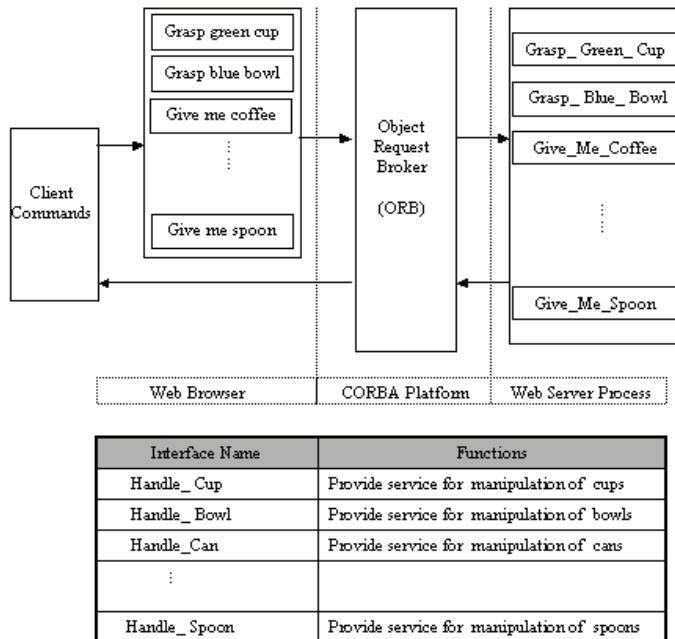 Grasp green cup
Grasp blue bowl
Give me coffee
Give me spoon
Client
Commands
Object
Request
Broker
(ORB)
Grasp_ Green_ Cup
Grasp_ Blue_ Bowl
Give_Me_Coffee
Give_Me_Spoon
Web Browser
CORBA Platform
Web Server Process
Interface Name
Functions
Handle_ Cup
Provide service for manipulation of cups
Handle_ Bowl
Provide service for manipulation of bowls
Handle_Can
Provide service for manipulation of cans
Handle_ Spoon
Provide service for manipulation of spoons